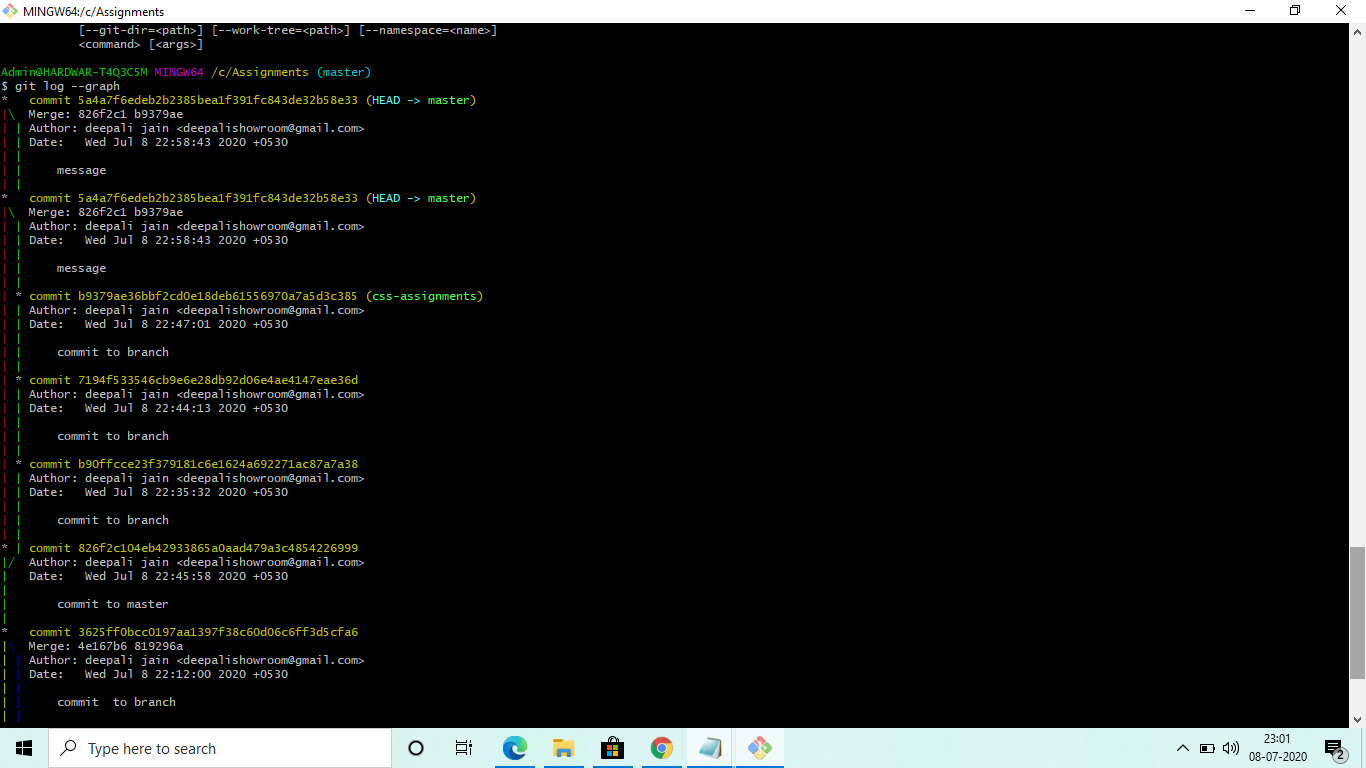 MINGW64:/c/Assignments
[--git-dir=<path>] [--work-tree=<path>] [--namespace=<name>]
<command> [<args>]
Admin@HARDWAR-T4Q3C5M MINGW64 /c/Assignments (master)
$ git log --graph
*   commit 5a4a7f6edeb2b2385bea1f391fc843de32b58e33 (HEAD -> master)
|\  Merge: 826f2c1 b9379ae
| | Author: deepali jain <deepalishowroom@gmail.com>
| | Date:   Wed Jul 8 22:58:43 2020 +0530
| |
| |     message
| |
*   commit 5a4a7f6edeb2b2385bea1f391fc843de32b58e33 (HEAD -> master)
|\  Merge: 826f2c1 b9379ae
| | Author: deepali jain <deepalishowroom@gmail.com>
| | Date:   Wed Jul 8 22:58:43 2020 +0530
| |
| |     message
| |
| * commit b9379ae36bbf2cd0e18deb61556970a7a5d3c385 (css-assignments)
| | Author: deepali jain <deepalishowroom@gmail.com>
| | Date:   Wed Jul 8 22:47:01 2020 +0530
| |
| |     commit to branch
| |
| * commit 7194f533546cb9e6e28db92d06e4ae4147eae36d
| | Author: deepali jain <deepalishowroom@gmail.com>
| | Date:   Wed Jul 8 22:44:13 2020 +0530
| |
| |     commit to branch
| |
| * commit b90ffcce23f379181c6e1624a692271ac87a7a38
| | Author: deepali jain <deepalishowroom@gmail.com>
| | Date:   Wed Jul 8 22:35:32 2020 +0530
| |
| |     commit to branch
| |
* | commit 826f2c104eb42933865a0aad479a3c4854226999
|/  Author: deepali jain <deepalishowroom@gmail.com>
|   Date:   Wed Jul 8 22:45:58 2020 +0530
|
|       commit to master
|
*   commit 3625ff0bcc0197aa1397f38c60d06c6ff3d5cfa6
|\  Merge: 4e167b6 819296a
| | Author: deepali jain <deepalishowroom@gmail.com>
| | Date:   Wed Jul 8 22:12:00 2020 +0530
| |
| |     commit  to branch
| |
Type here to search
23:01
08-07-2020
2